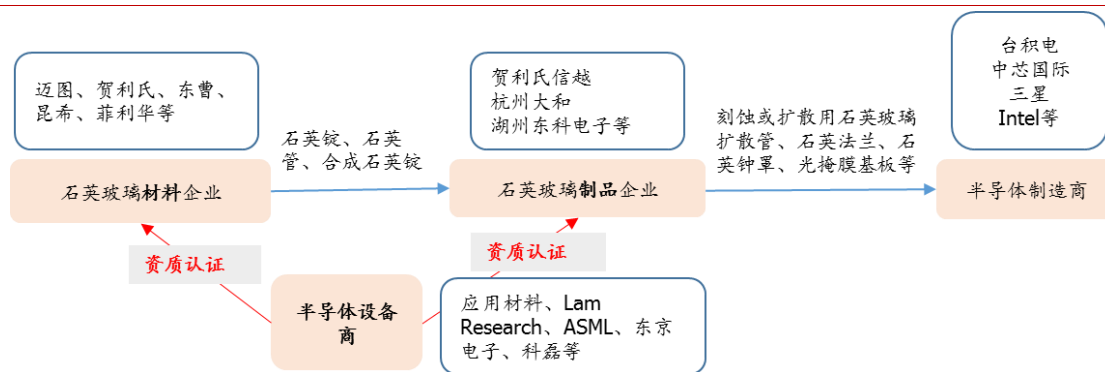 迈图、贺利氏、东曹、
昆希、菲利华等
石英玻璃材料企业
石英锭、石英
管、合成石英锭
贺利氏信越
杭州大和
湖州东科电子等
石英玻璃制品企业
刻蚀或扩散用石英玻璃
扩散管、石英法兰、石
英钟罩、光掩膜基板等
台积电
中芯国际
三星
Intel等
半导体制造商
资质认证
资质认证
半导体设备
商
应用材料、Lam
Research、ASML、东京
电子、科磊等